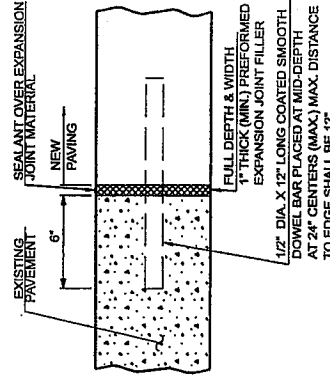 EXISTING
PAVEMENT
6"
SEALANT OVER EXPANSION
JOINT MATERIAL
NEW
PAVING
FULL DEPTH & WIDTH
1" THICK (MIN.) PREFORMED
EXPANSION JOINT FILLER
1/2" DIA. X 12" LONG COATED SMOOTH
DOWEL BAR PLACED AT MID-DEPTH
AT 24" CENTERS (MAX.) MAX. DISTANCE
TO EDGE SHALL BE 12"